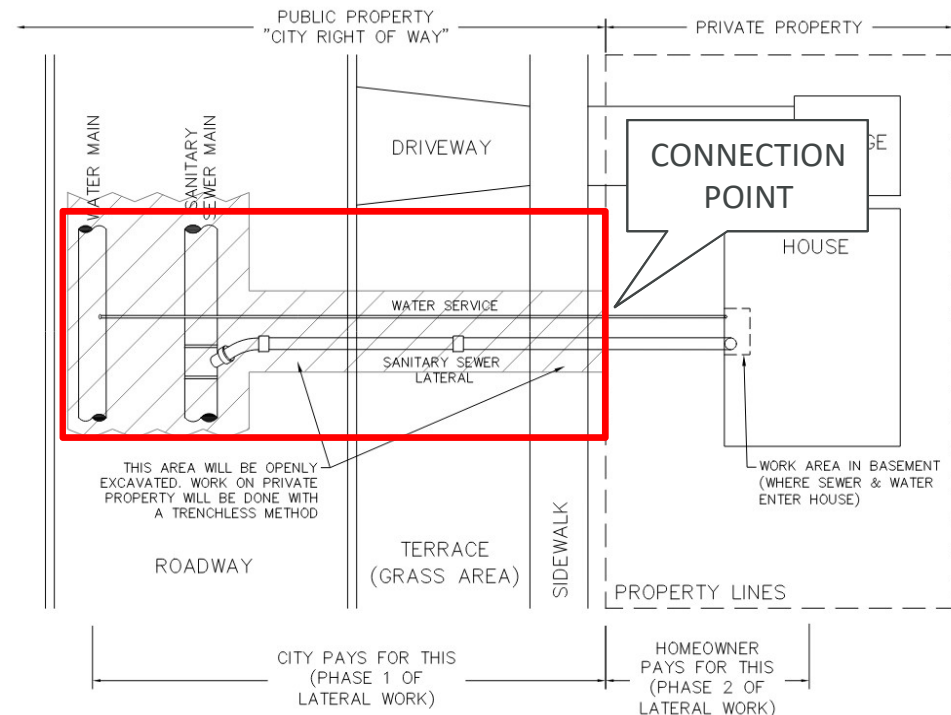 PUBLIC PROPERTY
"CITY RIGHT OF WAY"
PRIVATE PROPERTY
WATER MAIN
SANITARY
SEWER MAIN
DRIVEWAY
CONNECTION
POINT
GE
HOUSE
WATER SERVICE
SANITARY SEWER
LATERAL
THIS AREA WILL BE OPENLY
EXCAVATED. WORK ON PRIVATE
PROPERTY WILL BE DONE WITH
A TRENCHLESS METHOD
WORK AREA IN BASEMENT
(WHERE SEWER & WATER
ENTER HOUSE)
ROADWAY
TERRACE
(GRASS AREA)
SIDEWALK
PROPERTY LINES
CITY PAYS FOR THIS
(PHASE 1 OF
LATERAL WORK)
HOMEOWNER
PAYS FOR THIS
(PHASE 2 OF
LATERAL WORK)